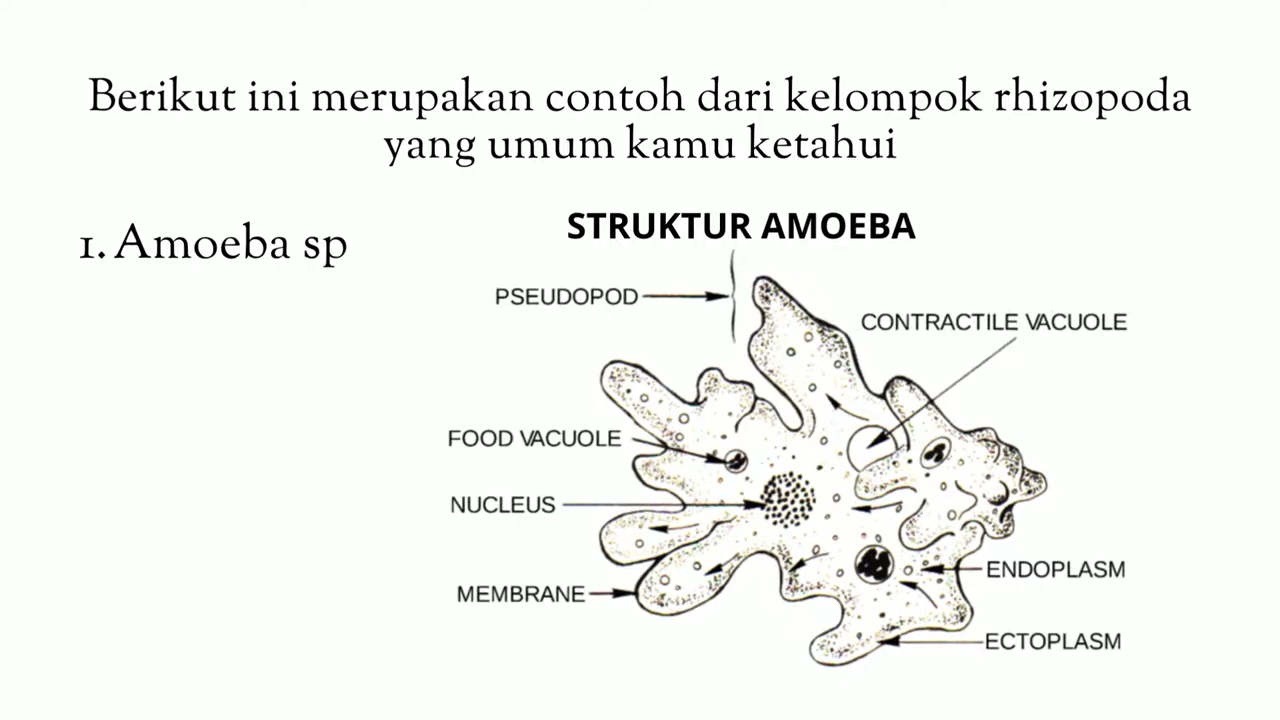 Berikut ini merupakan contoh dari kelompok rhizopoda
yang umum kamu ketahui
1. Amoeba sp
STRUKTUR AMOEBA
PSEUDOPOD
CONTRACTILE VACUOLE
FOOD VACUOLE
NUCLEUS
MEMBRANE
ENDOPLASM
ECTOPLASM